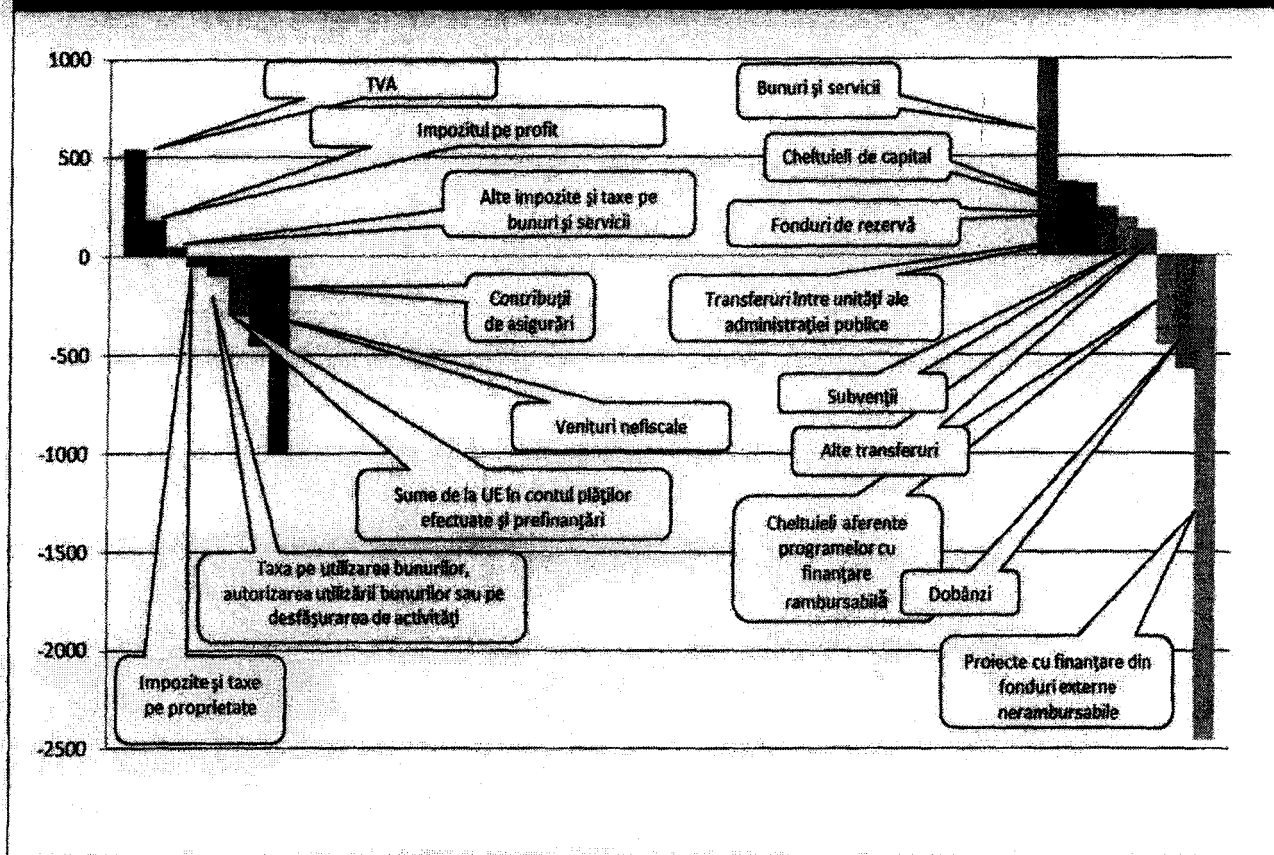 1000
500
0
-500
-1000
-1500
-2000
-2500
TVA
Impozitul pe profit
Alte impozite și taxe pe
bunuri și servicii
Contribuții
de asigurări
Venituri nefiscale
Sume de la UE în contul plăților
efectuate și prefinanțări
Taxa pe utilizarea bunurilor,
autorizarea utilizării bunurilor sau pe
desfășurarea de activități
Impozite și taxe
pe proprietate
Bunuri și servicii
Cheltuieli de capital
Fonduri de rezervă
Transferuri între unități ale
administrației publice
Subvenții
Alte transferuri
Cheltuieli aferente
programelor cu
finanțare
rambursabilă
Dobânzi
Proiecte cu finanțare din
fonduri externe
nerambursabile